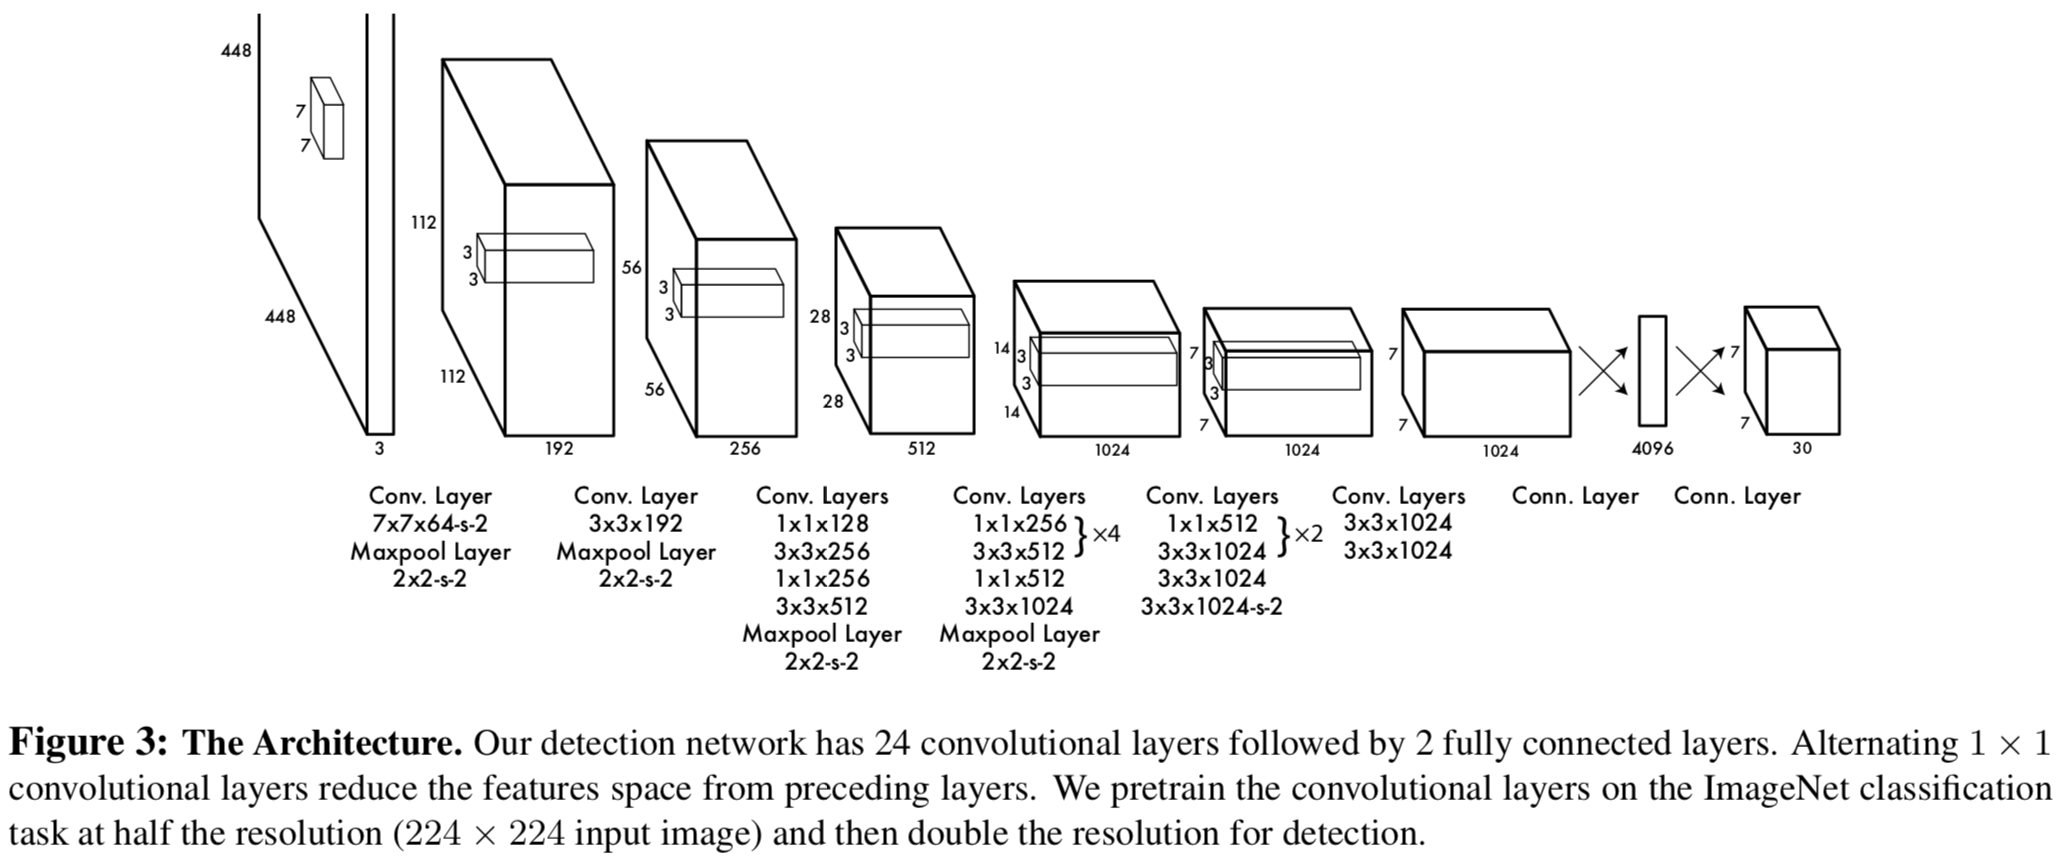 448
7
7
448
3
112
3
3
112
192
56
3
3
56
256
28
3
3
28
512
14
3
3
14
1024
7
3
3
7
1024
7
7
1024
4096
7
7
30
Conv. Layer
7x7x64-s-2
Maxpool Layer
2x2-s-2
Conv. Layer
3x3x192
Maxpool Layer
2x2-s-2
Conv. Layers
1x1x128
3x3x256
1x1x256
3x3x512
Maxpool Layer
2x2-s-2
Conv. Layers
1x1x256
3x3x512
} ×4
1x1x512
3x3x1024
Maxpool Layer
2x2-s-2
Conv. Layers
1x1x512
3x3x1024
} ×2
3x3x1024
3x3x1024-s-2
Conv. Layers
3x3x1024
3x3x1024
Conn. Layer
Conn. Layer
Figure 3: The Architecture. Our detection network has 24 convolutional layers followed by 2 fully connected layers. Alternating 1 × 1
convolutional layers reduce the features space from preceding layers. We pretrain the convolutional layers on the ImageNet classification
task at half the resolution (224 × 224 input image) and then double the resolution for detection.